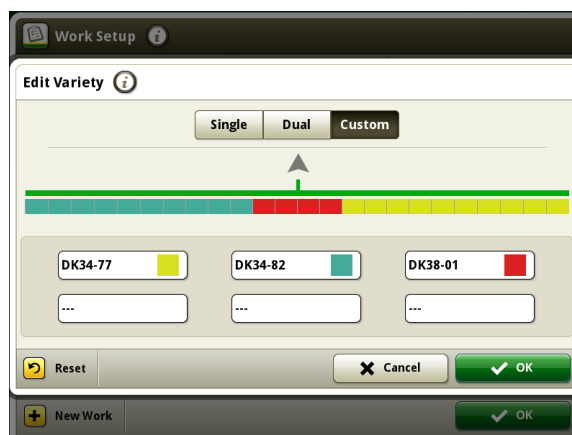 Work Setup i
Edit Variety i
Single Dual Custom
DK34-77 DK34-82 DK38-01
--- --- ---
Reset Cancel OK
New Work OK